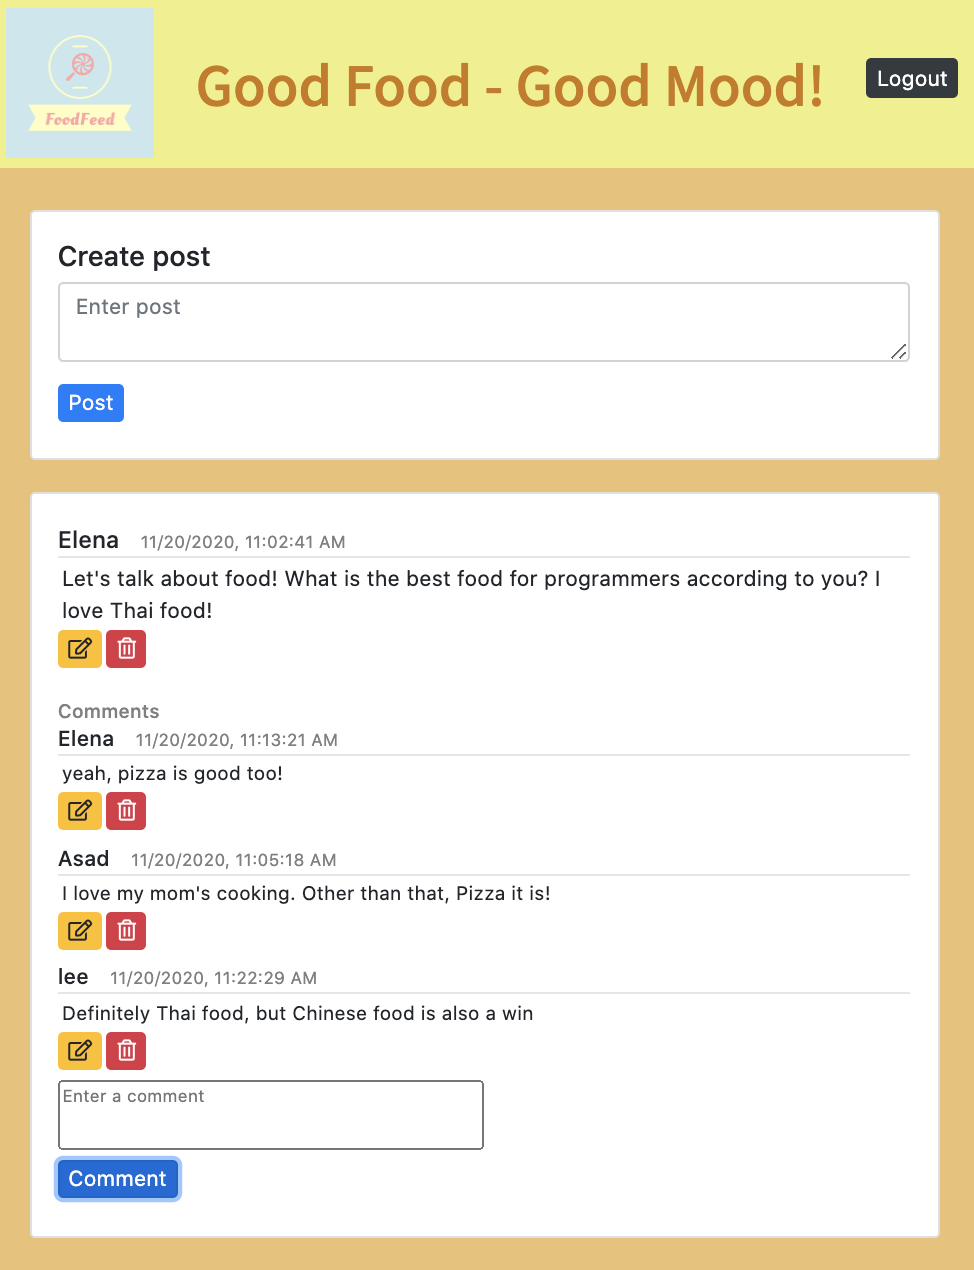 FoodFeed
Good Food - Good Mood!
Logout
Create post
Enter post
Post
Elena 11/20/2020, 11:02:41 AM
Let's talk about food! What is the best food for programmers according to you? I
love Thai food!
Comments
Elena 11/20/2020, 11:13:21 AM
yeah, pizza is good too!
Asad 11/20/2020, 11:05:18 AM
I love my mom's cooking. Other than that, Pizza it is!
lee 11/20/2020, 11:22:29 AM
Definitely Thai food, but Chinese food is also a win
Enter a comment
Comment